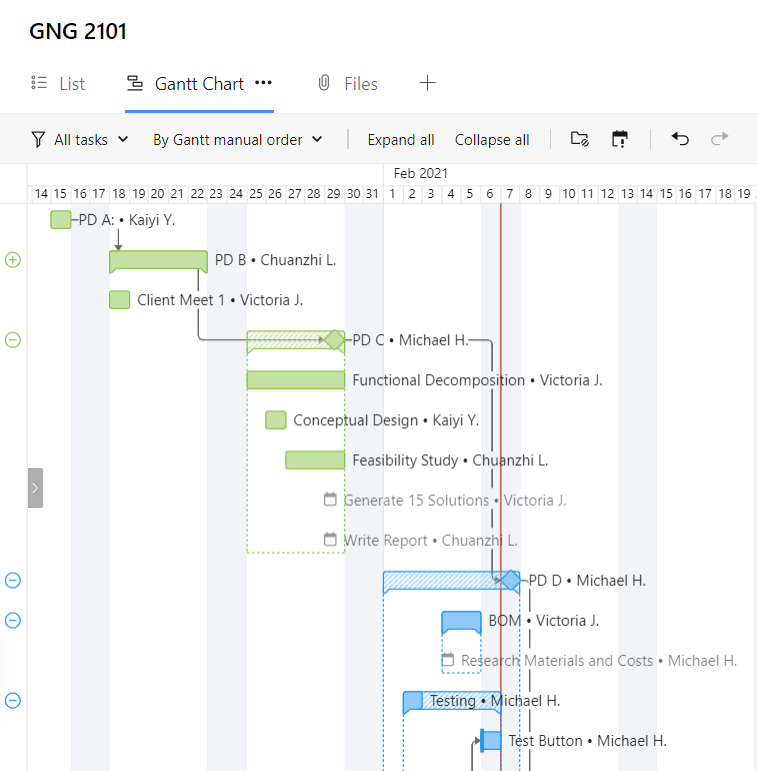 GNG 2101
List Gantt Chart Files
All tasks By Gantt manual order Expand all Collapse all
Feb 2021
14 15 16 17 18 19 20 21 22 23 24 25 26 27 28 29 30 31 1 2 3 4 5 6 7 8 9 10 11 12 13 14 15 16 17 18 19
PD A: • Kaiyi Y.
PD B • Chuanzhi L.
Client Meet 1 • Victoria J.
PD C • Michael H.
Functional Decomposition • Victoria J.
Conceptual Design • Kaiyi Y.
Feasibility Study • Chuanzhi L.
Generate 15 Solutions • Victoria J.
Write Report • Chuanzhi L.
PD D • Michael H.
BOM • Victoria J.
Research Materials and Costs • Michael H.
Testing • Michael H.
Test Button • Michael H.